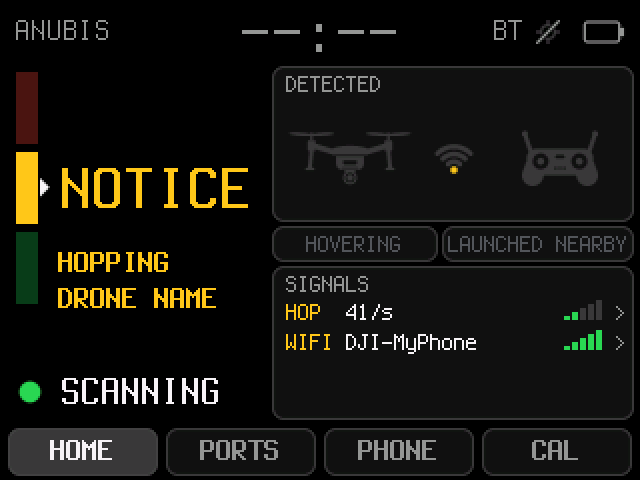 ANUBIS
--:--
BT
DETECTED
NOTICE
HOPPING
DRONE NAME
HOVERING
LAUNCHED NEARBY
SIGNALS
HOP 41/s
WIFI DJI-MyPhone
SCANNING
HOME
PORTS
PHONE
CAL